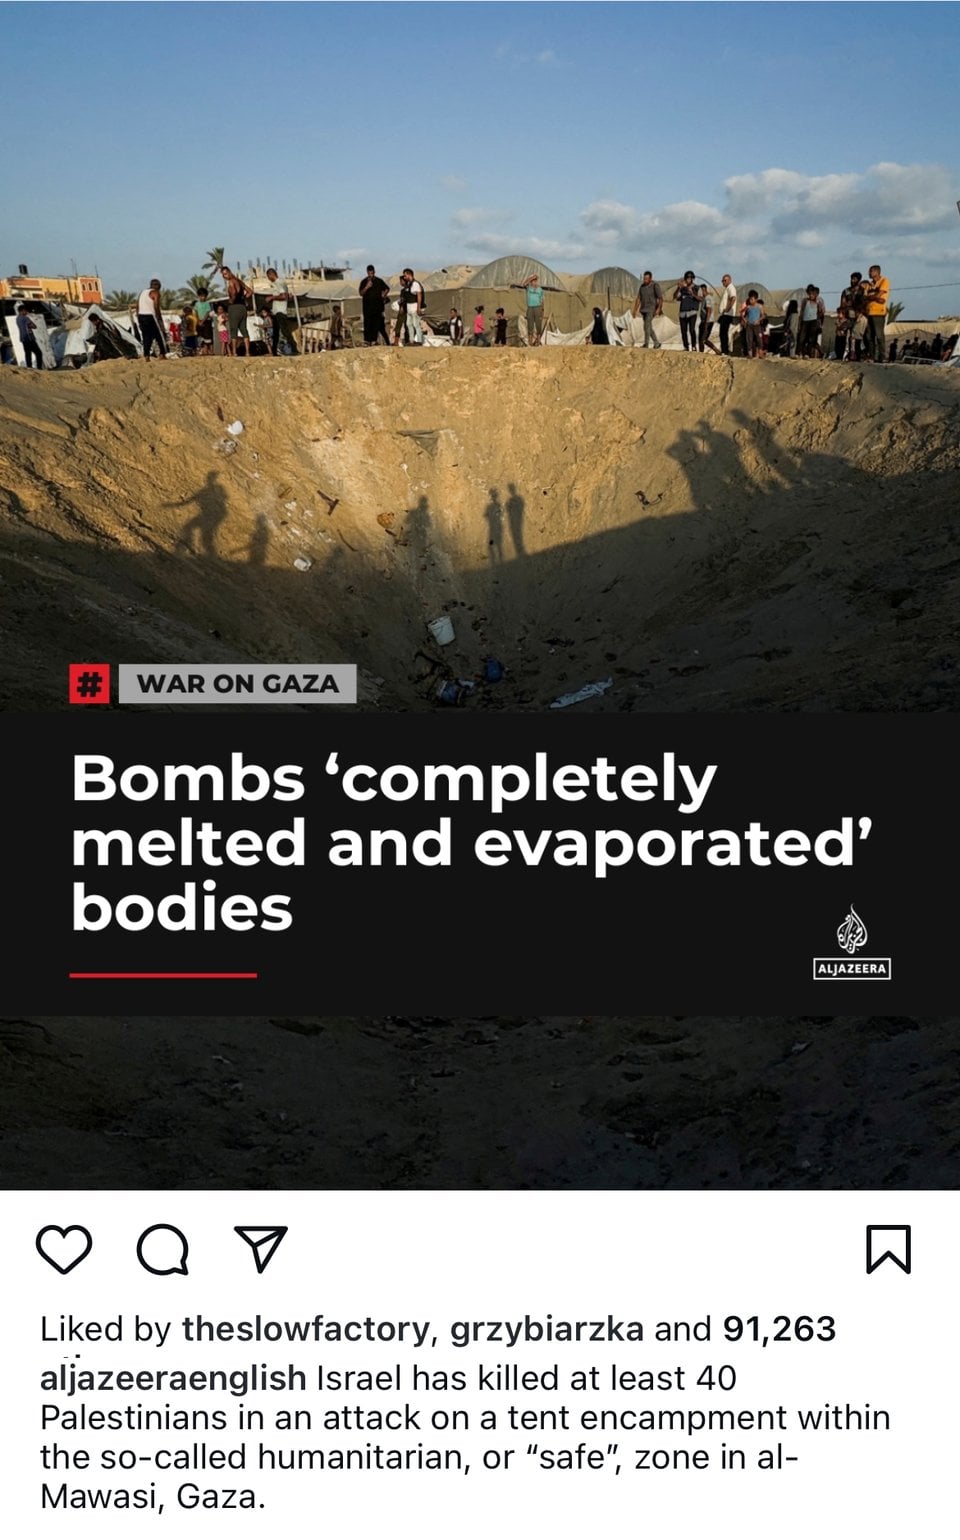 # WAR ON GAZA
Bombs ‘completely
melted and evaporated’
bodies
ALJAZEERA
Liked by theslowfactory, grzybiarzka and 91,263
aljazeeraenglish Israel has killed at least 40
Palestinians in an attack on a tent encampment within
the so-called humanitarian, or “safe”, zone in al-
Mawasi, Gaza.